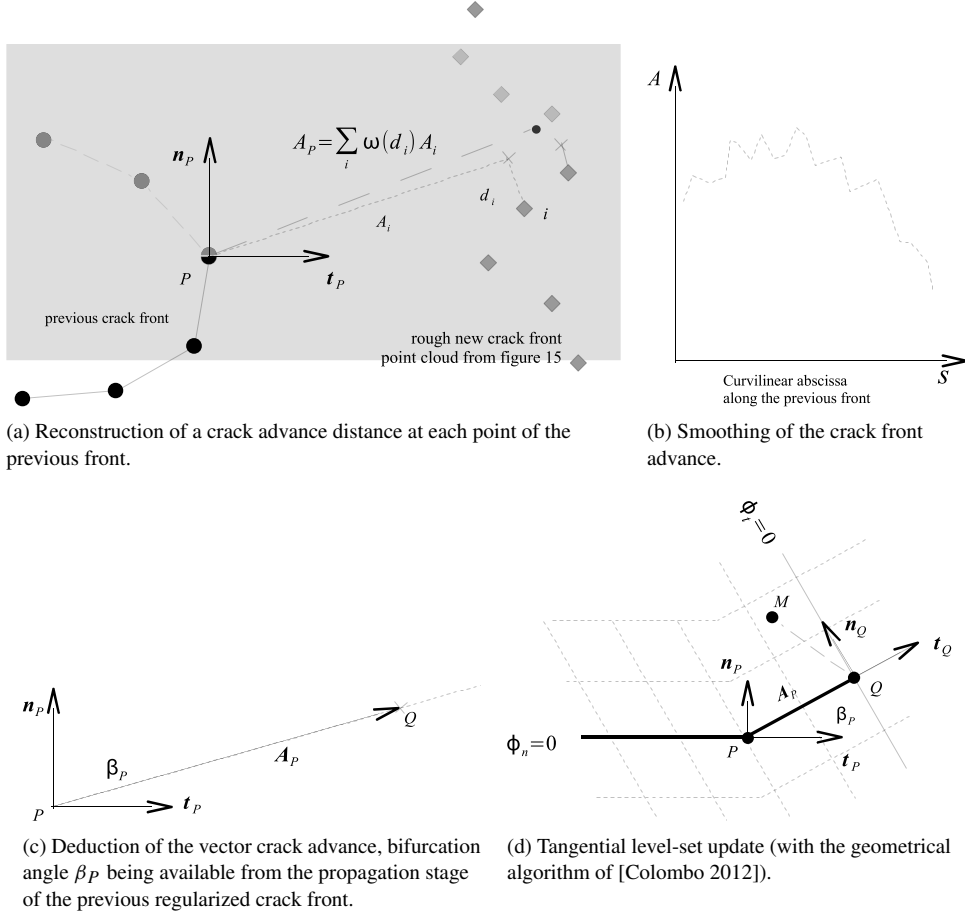 n_P
A_P = ∑_i ω(d_i) A_i
d_i
i
A_i
P
t_P
previous crack front
rough new crack front
point cloud from figure 15
A
S
Curvilinear abscissa
along the previous front
(a) Reconstruction of a crack advance distance at each point of the
previous front.
(b) Smoothing of the crack front
advance.
n_P
Q
β_P
A_P
P
t_P
ϕ_t=0
M
n_Q
t_Q
n_P
A_P
Q
β_P
ϕ_n=0
P
t_P
(c) Deduction of the vector crack advance, bifurcation
angle β_P being available from the propagation stage
of the previous regularized crack front.
(d) Tangential level-set update (with the geometrical
algorithm of [Colombo 2012]).